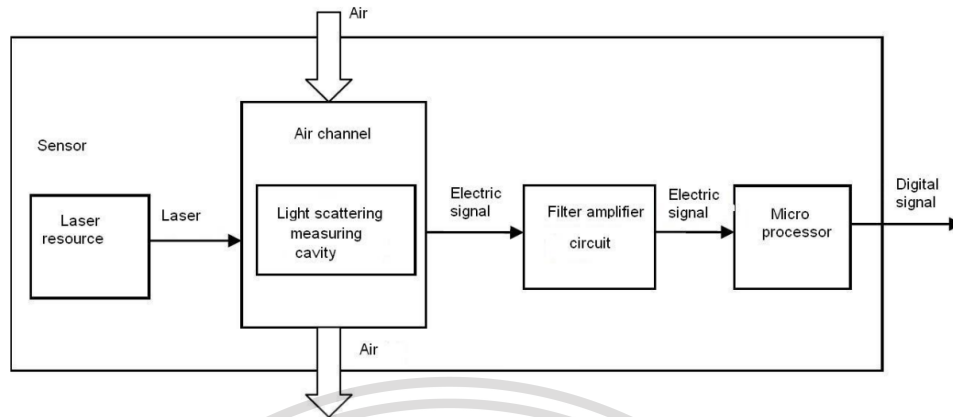 Air
Sensor
Air channel
Laser
resource
Laser
Light scattering
measuring
cavity
Electric
signal
Filter amplifier
circuit
Electric
signal
Micro
processor
Digital
signal
Air